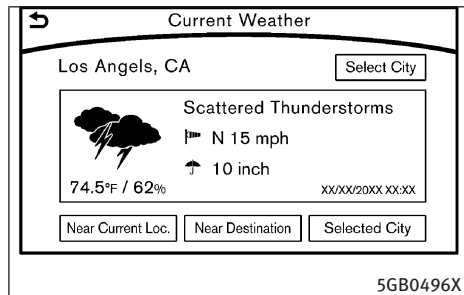 Current Weather
Los Angels, CA
Select City
Scattered Thunderstorms
N 15 mph
10 inch
74.5°F / 62%
XX/XX/20XX XX:XX
Near Current Loc.
Near Destination
Selected City
5GB0496X